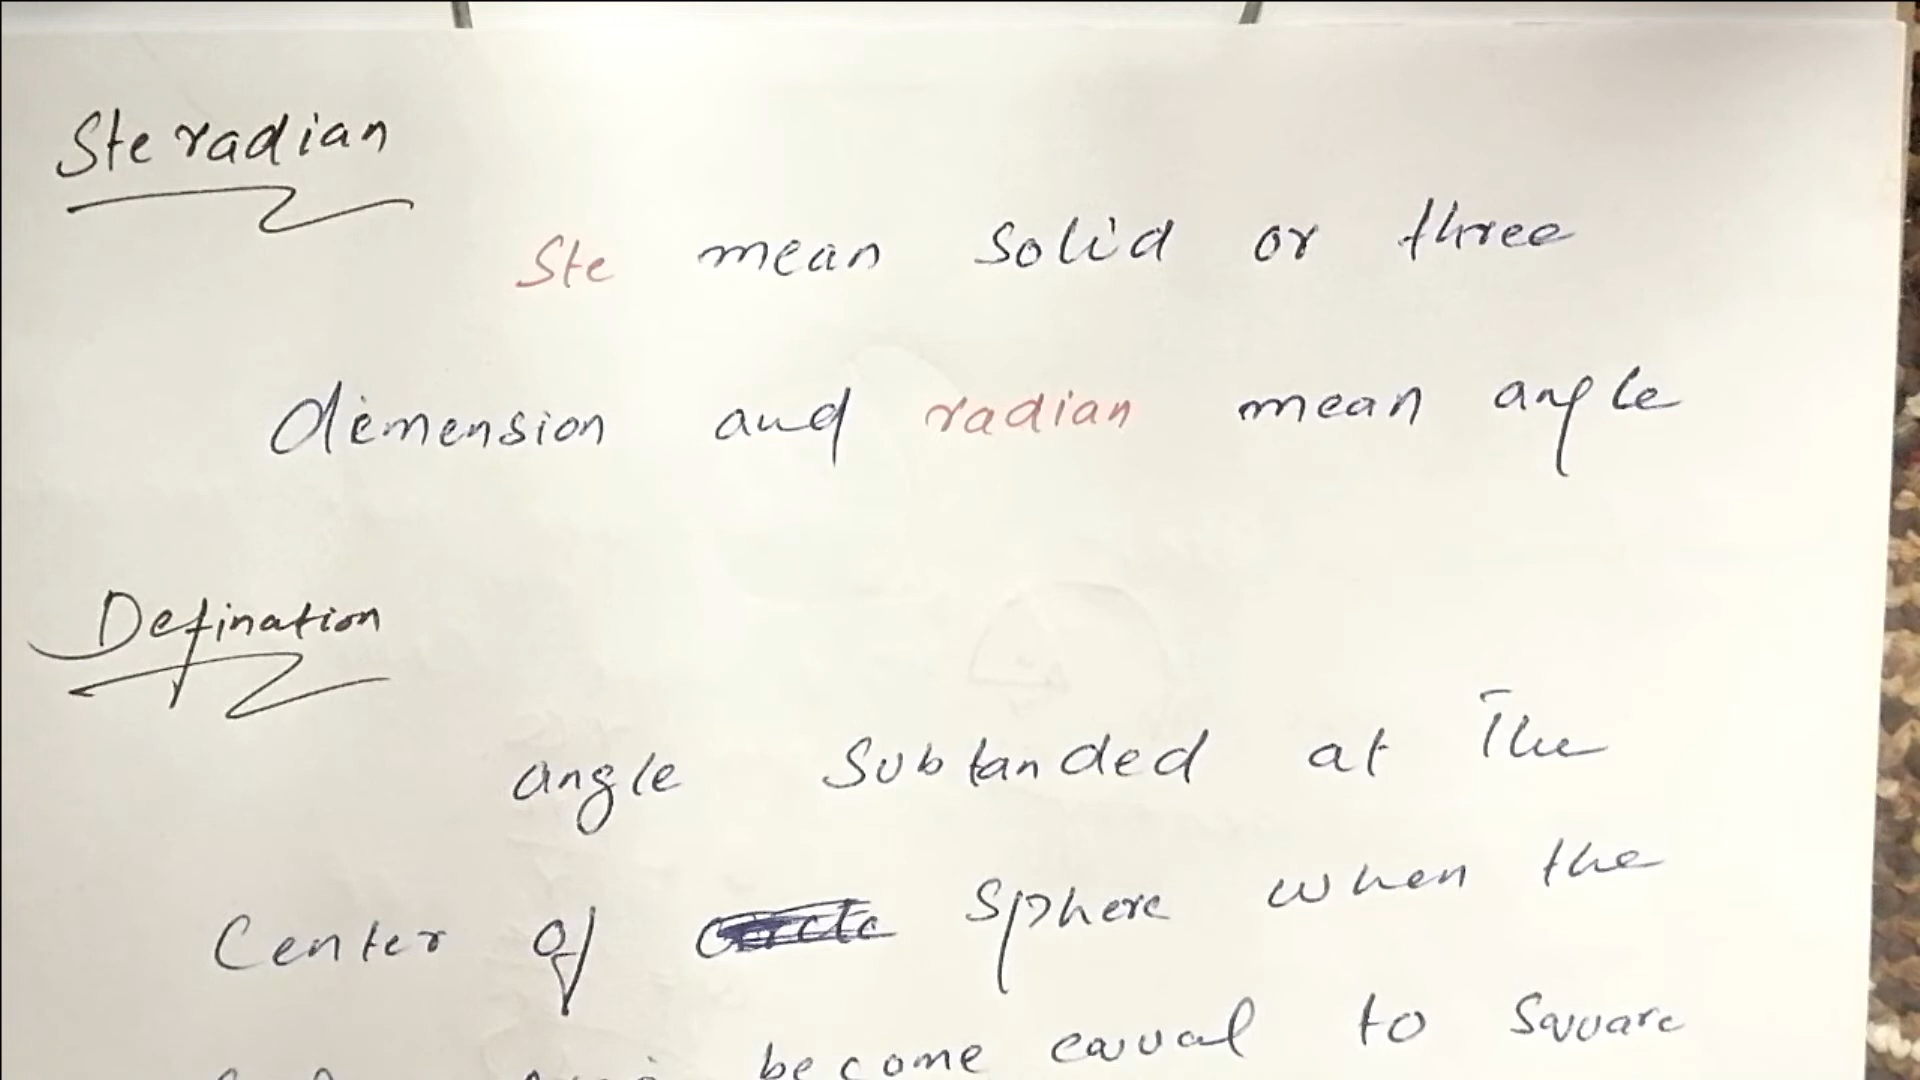 Steradian
Ste mean solid or three
dimension and radian mean angle
Defination
angle Subtanded at The
Center of Sphere when the
become equal to Square